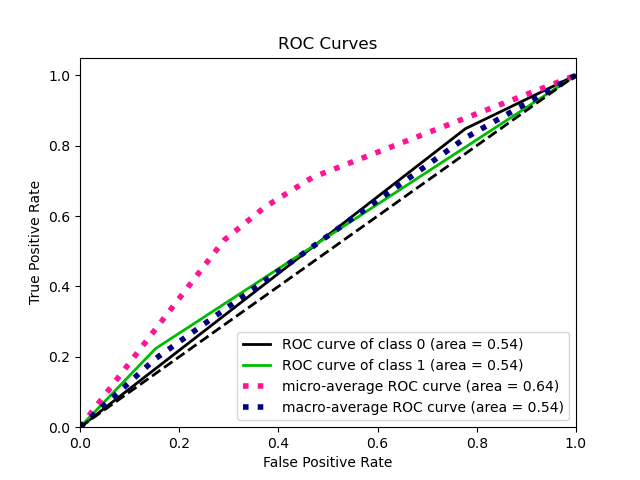 ROC Curves
True Positive Rate
1.0
0.8
0.6
0.4
0.2
0.0
ROC curve of class 0 (area = 0.54)
ROC curve of class 1 (area = 0.54)
micro-average ROC curve (area = 0.64)
macro-average ROC curve (area = 0.54)
0.0 0.2 0.4 0.6 0.8 1.0
False Positive Rate